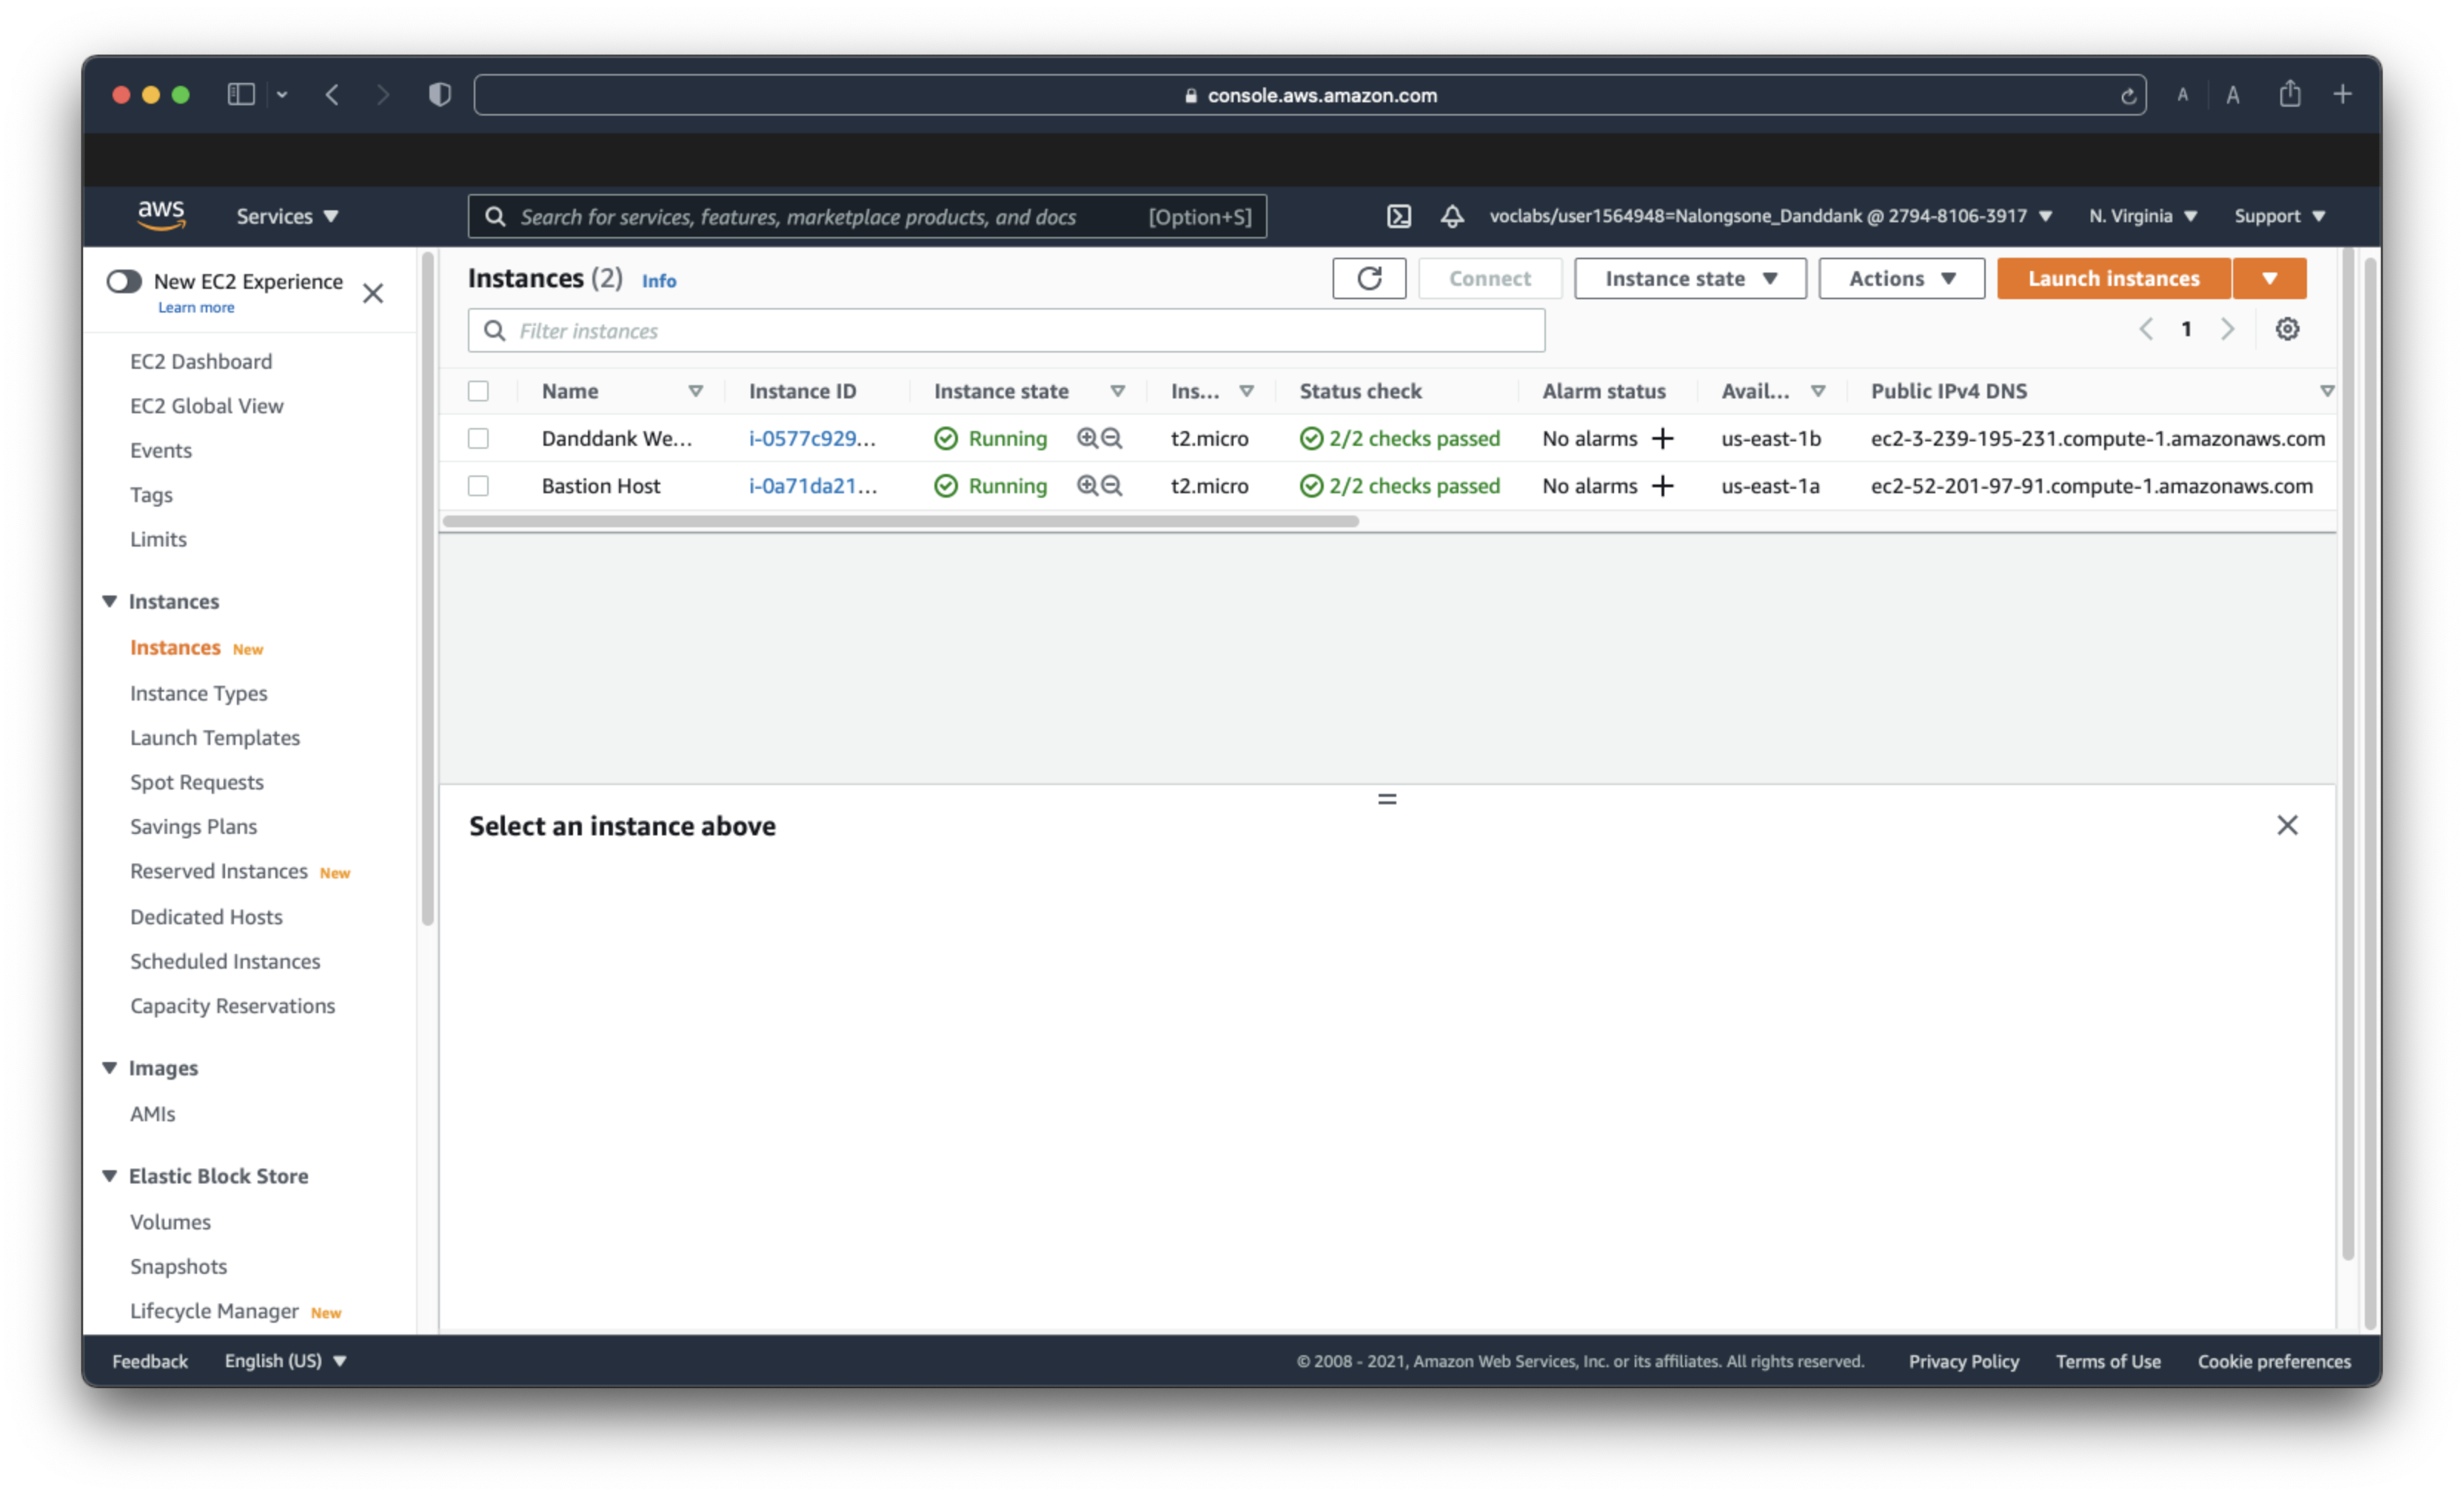 console.aws.amazon.com
A A
aws Services Search for services, features, marketplace products, and docs [Option+S] voclabs/user1564948=Nalongsone_Danddank @ 2794-8106-3917 N. Virginia Support
New EC2 Experience
Learn more
EC2 Dashboard
EC2 Global View
Events
Tags
Limits
Instances
Instances New
Instance Types
Launch Templates
Spot Requests
Savings Plans
Reserved Instances New
Dedicated Hosts
Scheduled Instances
Capacity Reservations
Images
AMIs
Elastic Block Store
Volumes
Snapshots
Lifecycle Manager New
Instances (2) Info Connect Instance state Actions Launch instances
Filter instances 1
Name Instance ID Instance state Ins... Status check Alarm status Avail... Public IPv4 DNS
Danddank We... i-0577c929... Running t2.micro 2/2 checks passed No alarms us-east-1b ec2-3-239-195-231.compute-1.amazonaws.com
Bastion Host i-0a71da21... Running t2.micro 2/2 checks passed No alarms us-east-1a ec2-52-201-97-91.compute-1.amazonaws.com
Select an instance above
Feedback English (US) © 2008 - 2021, Amazon Web Services, Inc. or its affiliates. All rights reserved. Privacy Policy Terms of Use Cookie preferences